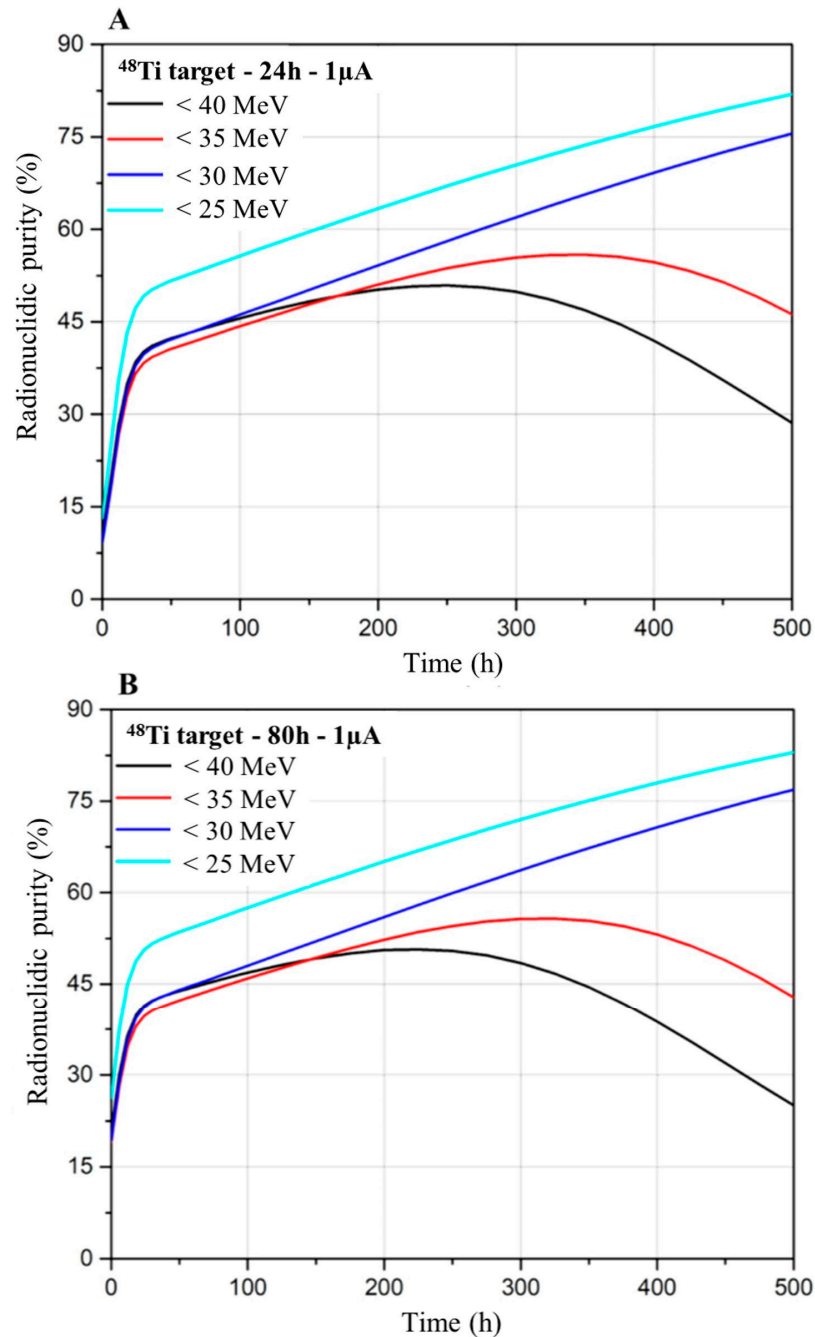 A
⁴⁸Ti target - 24h - 1μA
< 40 MeV
< 35 MeV
< 30 MeV
< 25 MeV
Radionuclidic purity (%)
90
75
60
45
30
15
0
0 100 200 300 400 500
Time (h)
B
⁴⁸Ti target - 80h - 1μA
< 40 MeV
< 35 MeV
< 30 MeV
< 25 MeV
Radionuclidic purity (%)
90
75
60
45
30
15
0
0 100 200 300 400 500
Time (h)